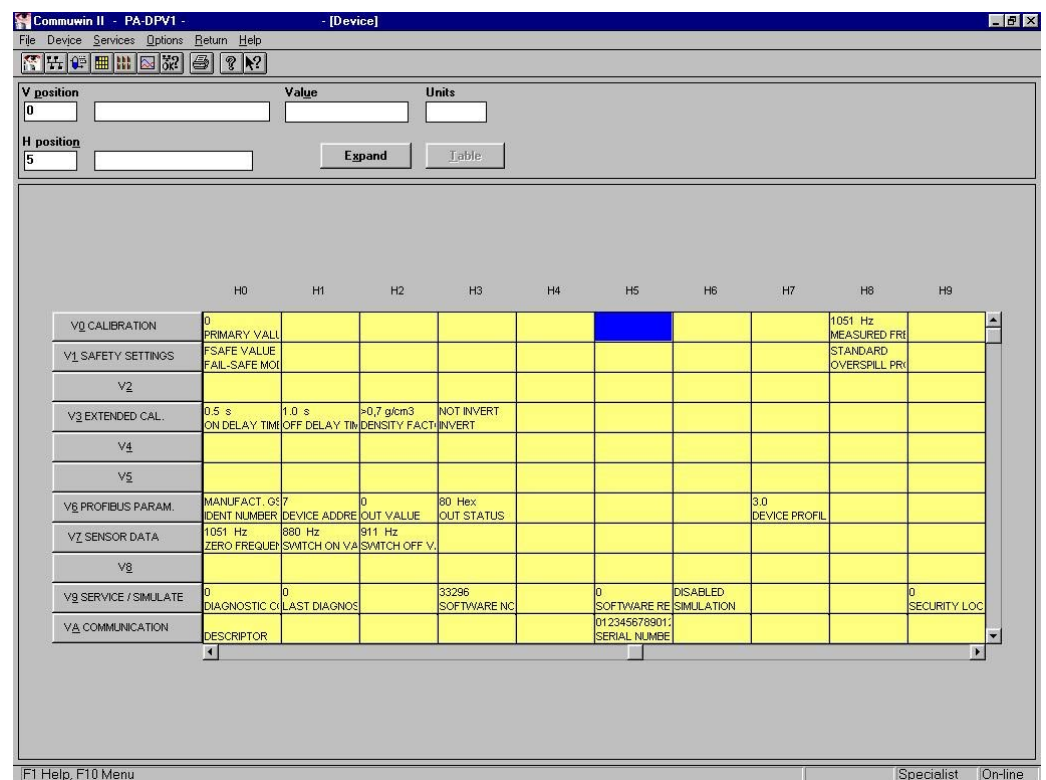 Commuwin II - PA-DPV1 - - [Device]
File Device Services Options Return Help
V position Value Units
0
H position
5 Expand Table
H0 H1 H2 H3 H4 H5 H6 H7 H8 H9
V0 CALIBRATION
0
PRIMARY VALU
1051 Hz
MEASURED FRE
V1 SAFETY SETTINGS
FSAFE VALUE
FAIL-SAFE MOD
STANDARD
OVERSPILL PRO
V2
V3 EXTENDED CAL.
0.5 s
ON DELAY TIME
1.0 s
OFF DELAY TIM
>0,7 g/cm3
DENSITY FACTO
NOT INVERT
INVERT
V4
V5
V6 PROFIBUS PARAM.
MANUFACT. GS
IDENT NUMBER
7
DEVICE ADDRE
0
OUT VALUE
80 Hex
OUT STATUS
3.0
DEVICE PROFIL
V7 SENSOR DATA
1051 Hz
ZERO FREQUEN
880 Hz
SWITCH ON VA
911 Hz
SWITCH OFF V.
V8
V9 SERVICE / SIMULATE
0
DIAGNOSTIC CO
0
LAST DIAGNOS
33296
SOFTWARE NO
0
SOFTWARE RE
DISABLED
SIMULATION
0
SECURITY LOC
VA COMMUNICATION
DESCRIPTOR
0123456789012
SERIAL NUMBE
F1 Help, F10 Menu Specialist On-line